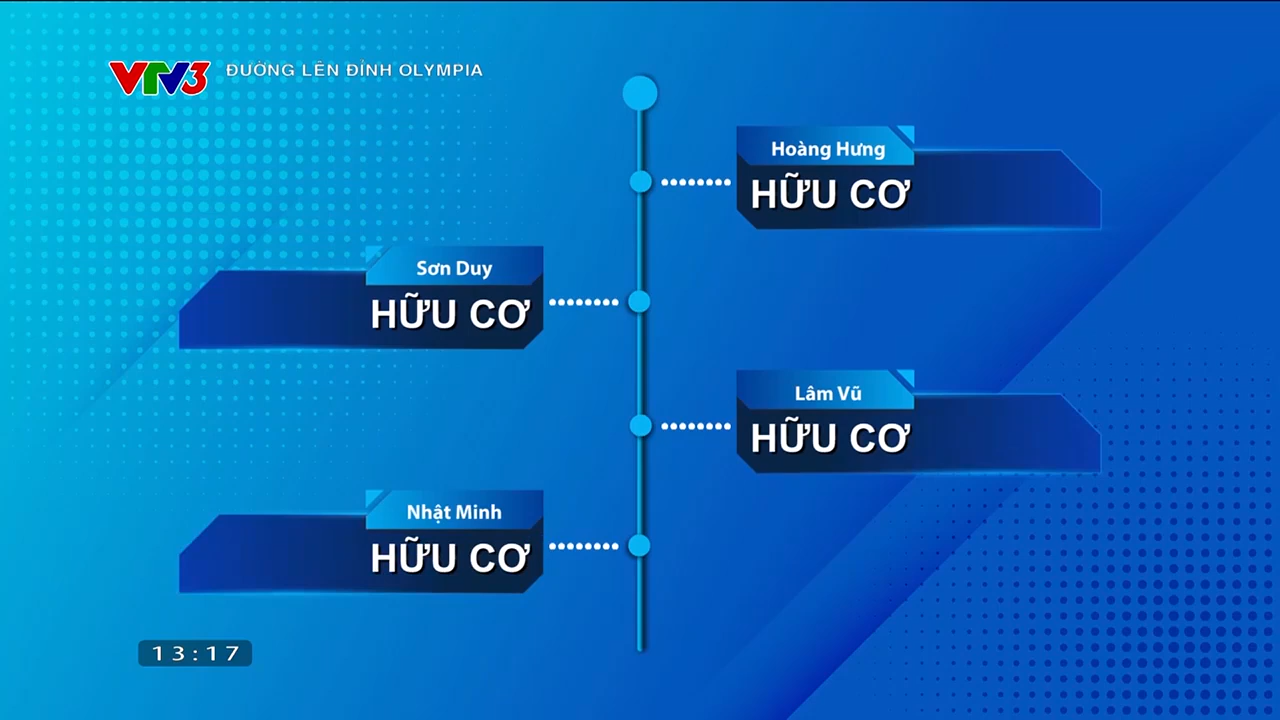 VTV3 ĐƯỜNG LÊN ĐỈNH OLYMPIA
Hoàng Hưng
HỮU CƠ
Sơn Duy
HỮU CƠ
Lâm Vũ
HỮU CƠ
Nhật Minh
HỮU CƠ
13:17